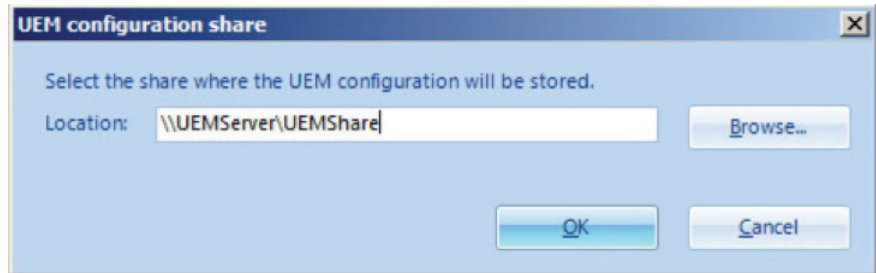 UEM configuration share
Select the share where the UEM configuration will be stored.
Location: \\UEMServer\UEMShare Browse...
OK Cancel